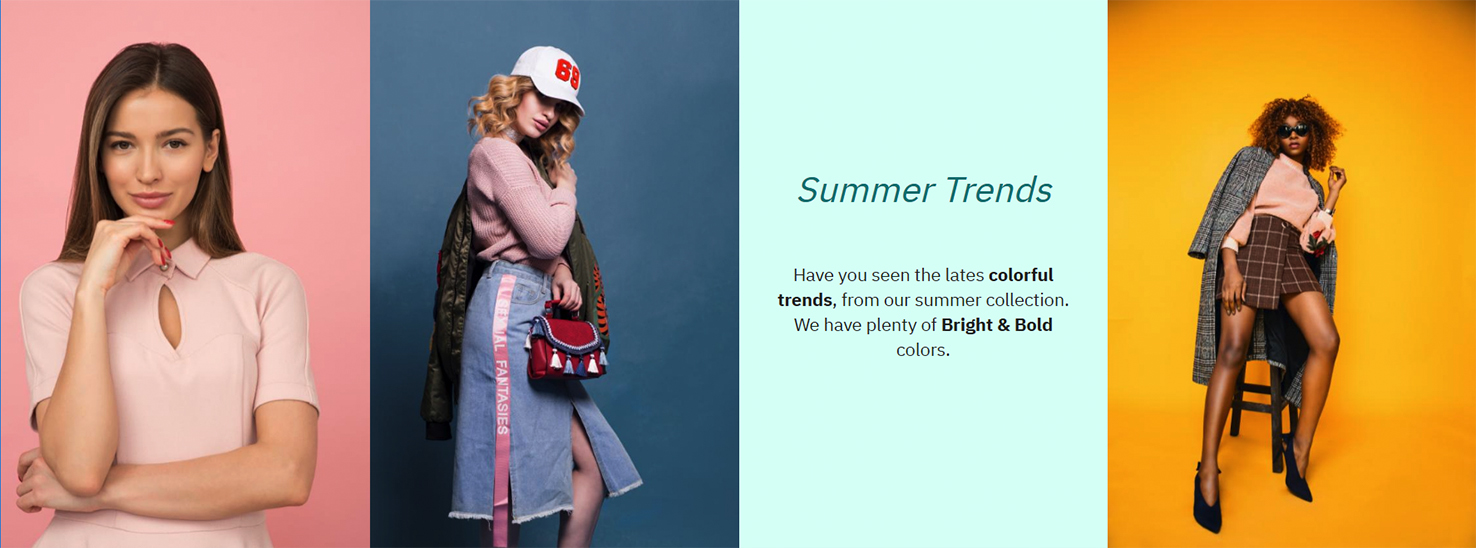 68
AL FANTASIES
Summer Trends
Have you seen the lates colorful
trends, from our summer collection.
We have plenty of Bright & Bold
colors.